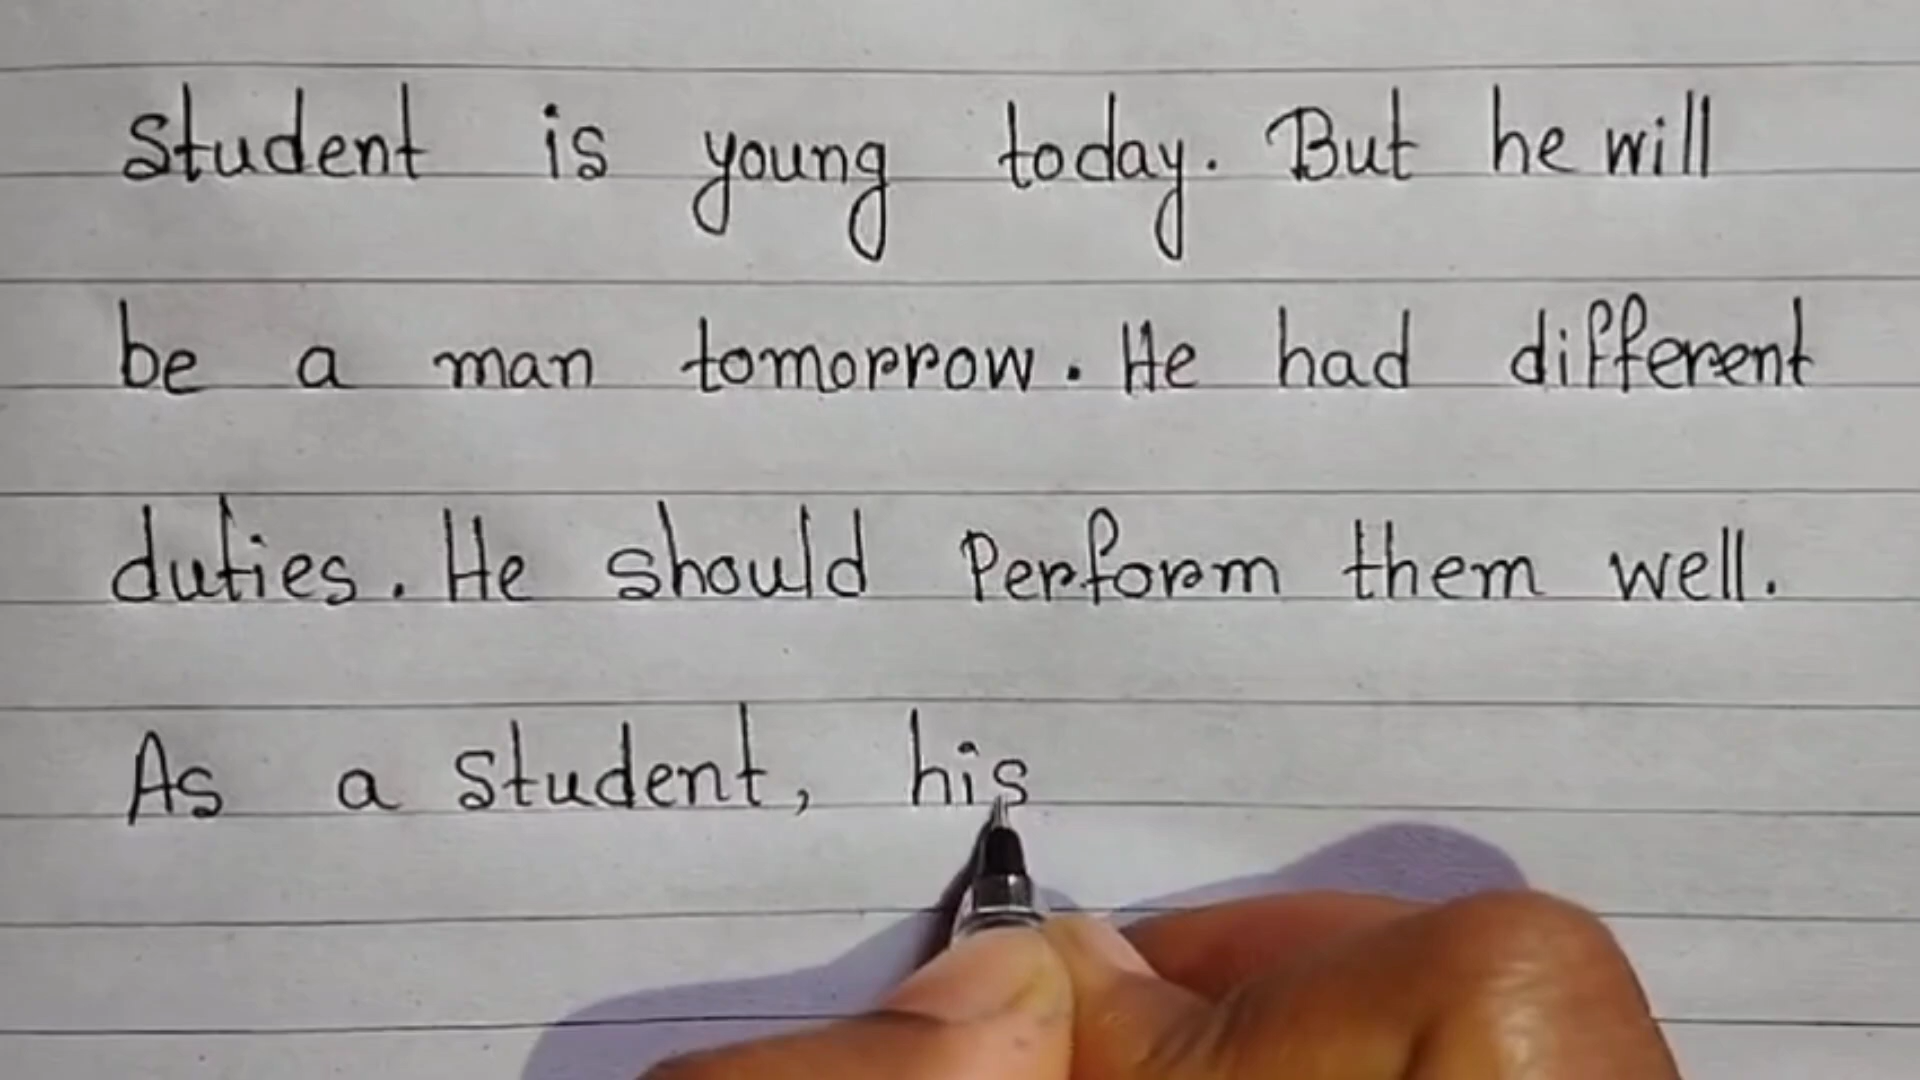 Student is young today. But he will
be a man tomorrow. He had different
duties. He should Perform them well.
As a student, his